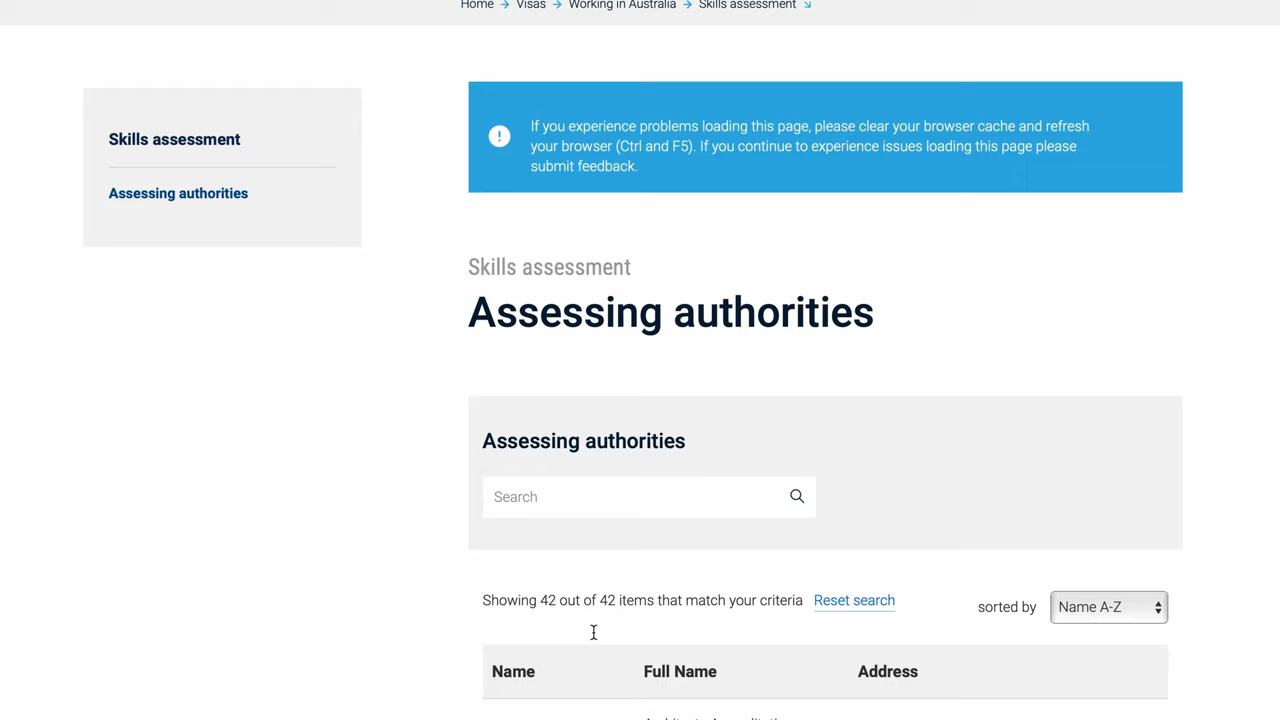 Home Visas Working in Australia Skills assessment
Skills assessment
Assessing authorities
If you experience problems loading this page, please clear your browser cache and refresh
your browser (Ctrl and F5). If you continue to experience issues loading this page please
submit feedback.
Skills assessment
Assessing authorities
Assessing authorities
Search
Showing 42 out of 42 items that match your criteria Reset search sorted by Name A-Z
Name Full Name Address